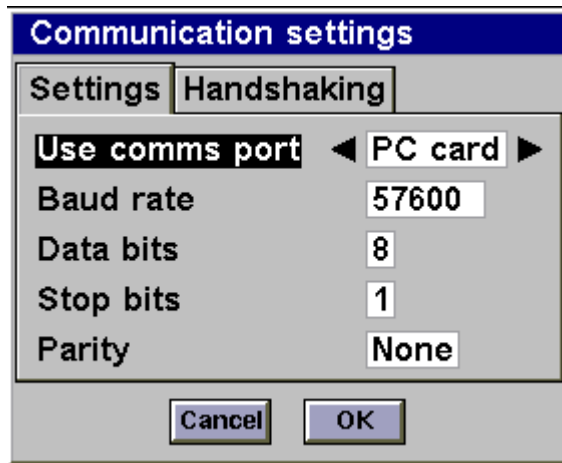 Communication settings
Settings Handshaking
Use comms port PC card
Baud rate 57600
Data bits 8
Stop bits 1
Parity None
Cancel OK